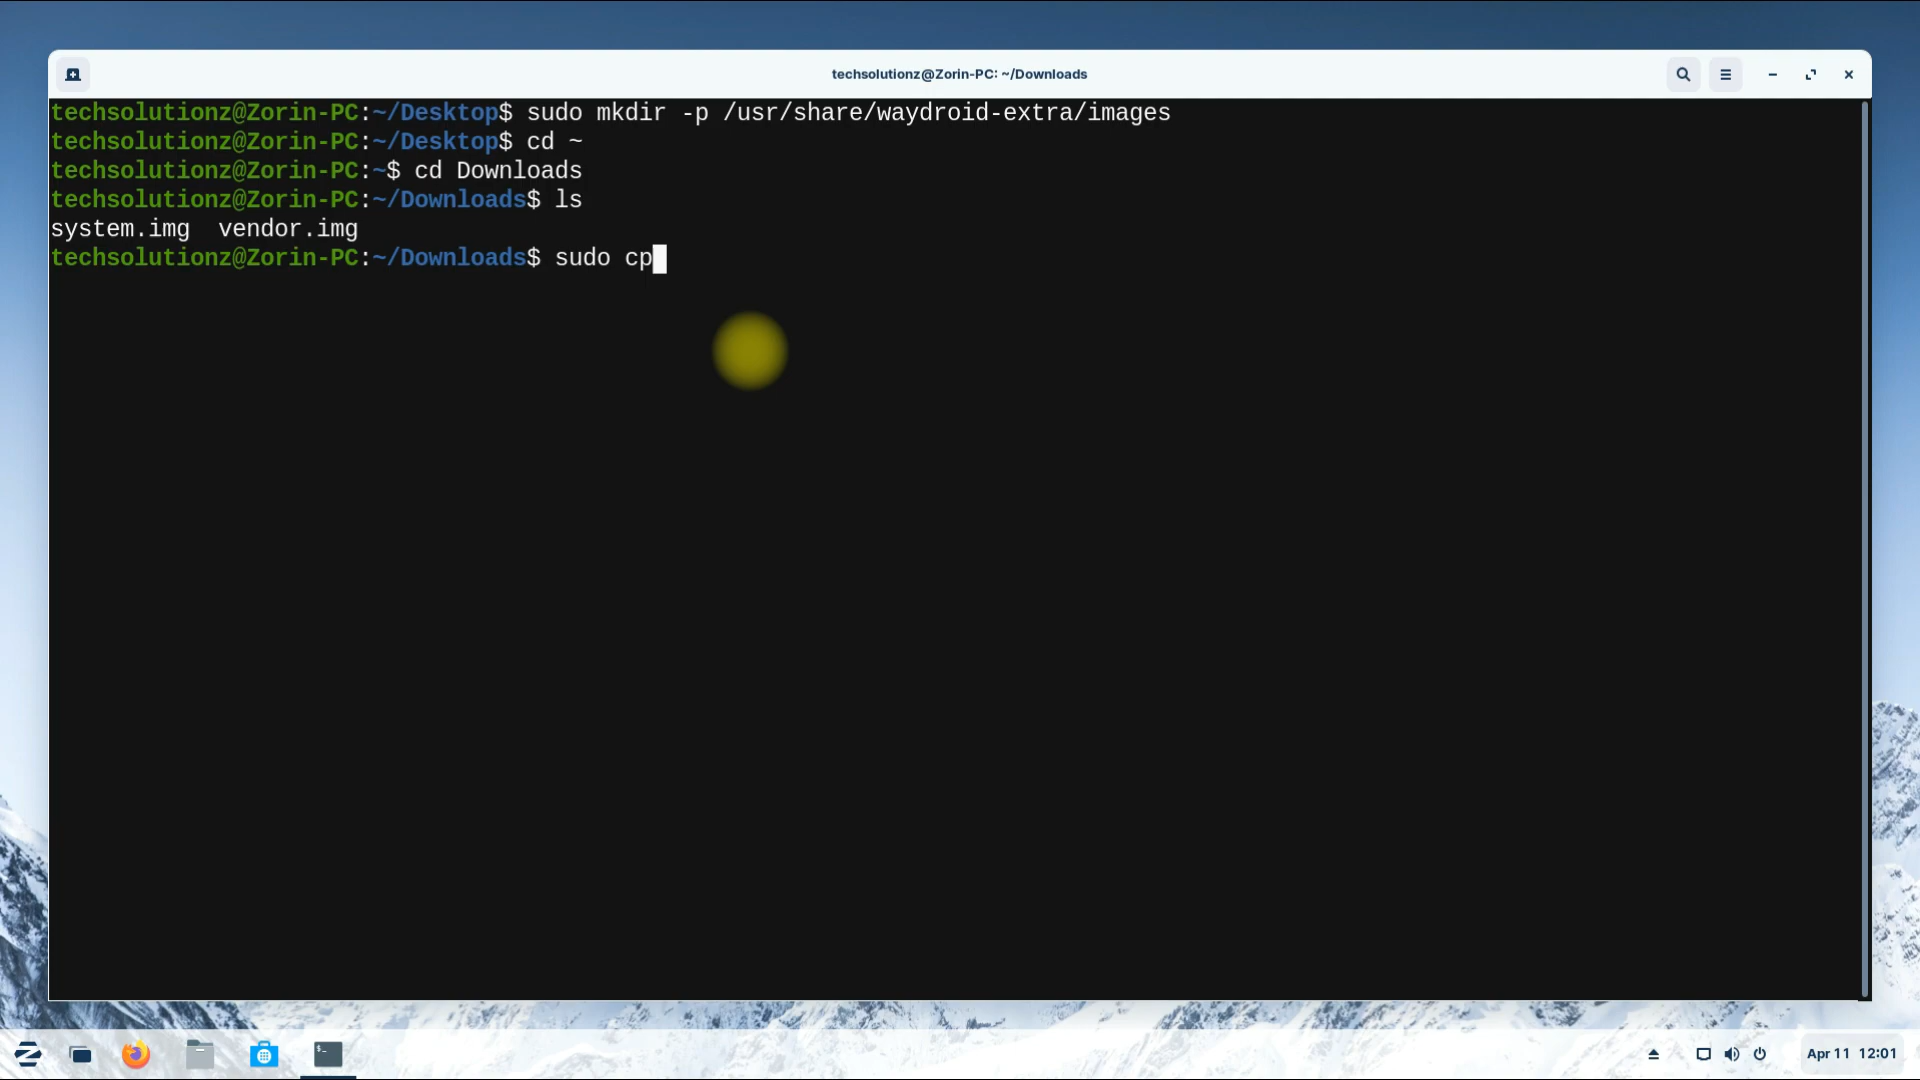 techsolutionz@Zorin-PC: ~/Downloads
techsolutionz@Zorin-PC:~/Desktop$ sudo mkdir -p /usr/share/waydroid-extra/images
techsolutionz@Zorin-PC:~/Desktop$ cd ~
techsolutionz@Zorin-PC:~$ cd Downloads
techsolutionz@Zorin-PC:~/Downloads$ ls
system.img  vendor.img
techsolutionz@Zorin-PC:~/Downloads$ sudo cp
Apr 11 12:01